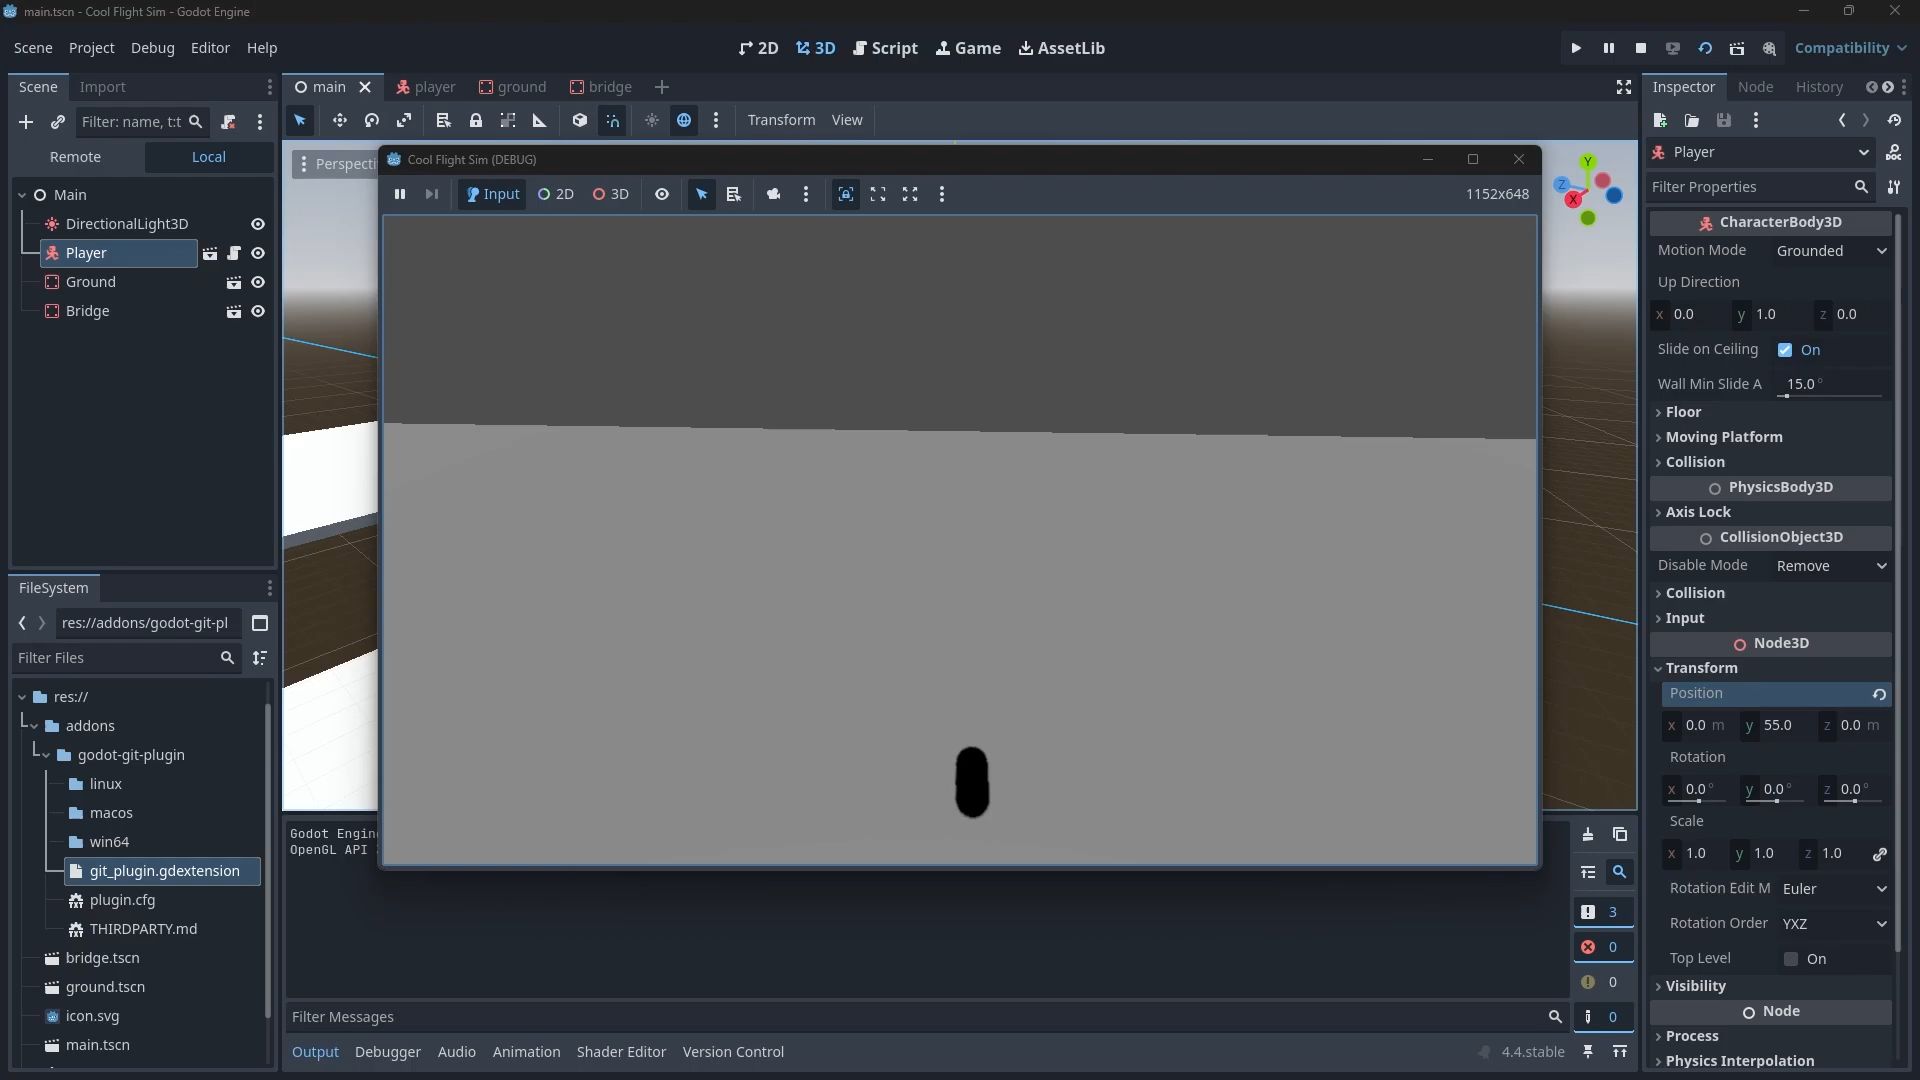 main.tscn - Cool Flight Sim - Godot Engine
Scene Project Debug Editor Help
2D 3D Script Game AssetLib
Compatibility
Scene Import
main player ground bridge
Inspector Node History
Filter: name, t:t
Transform View
Remote Local
Perspecti
Cool Flight Sim (DEBUG)
Input 2D 3D
1152x648
Main
DirectionalLight3D
Player
Ground
Bridge
Y
Z
X
FileSystem
res://addons/godot-git-pl
Filter Files
res://
addons
godot-git-plugin
linux
macos
win64
git_plugin.gdextension
plugin.cfg
THIRDPARTY.md
bridge.tscn
ground.tscn
icon.svg
main.tscn
Godot Engin
OpenGL API
3
0
0
0
Filter Messages
Output Debugger Audio Animation Shader Editor Version Control
4.4.stable
Player
Filter Properties
CharacterBody3D
Motion Mode Grounded
Up Direction
x 0.0 y 1.0 z 0.0
Slide on Ceiling On
Wall Min Slide A 15.0 °
Floor
Moving Platform
Collision
PhysicsBody3D
Axis Lock
CollisionObject3D
Disable Mode Remove
Collision
Input
Node3D
Transform
Position
x 0.0 m y 55.0 z 0.0 m
Rotation
x 0.0 ° y 0.0 ° z 0.0 °
Scale
x 1.0 y 1.0 z 1.0
Rotation Edit M Euler
Rotation Order YXZ
Top Level On
Visibility
Node
Process
Physics Interpolation